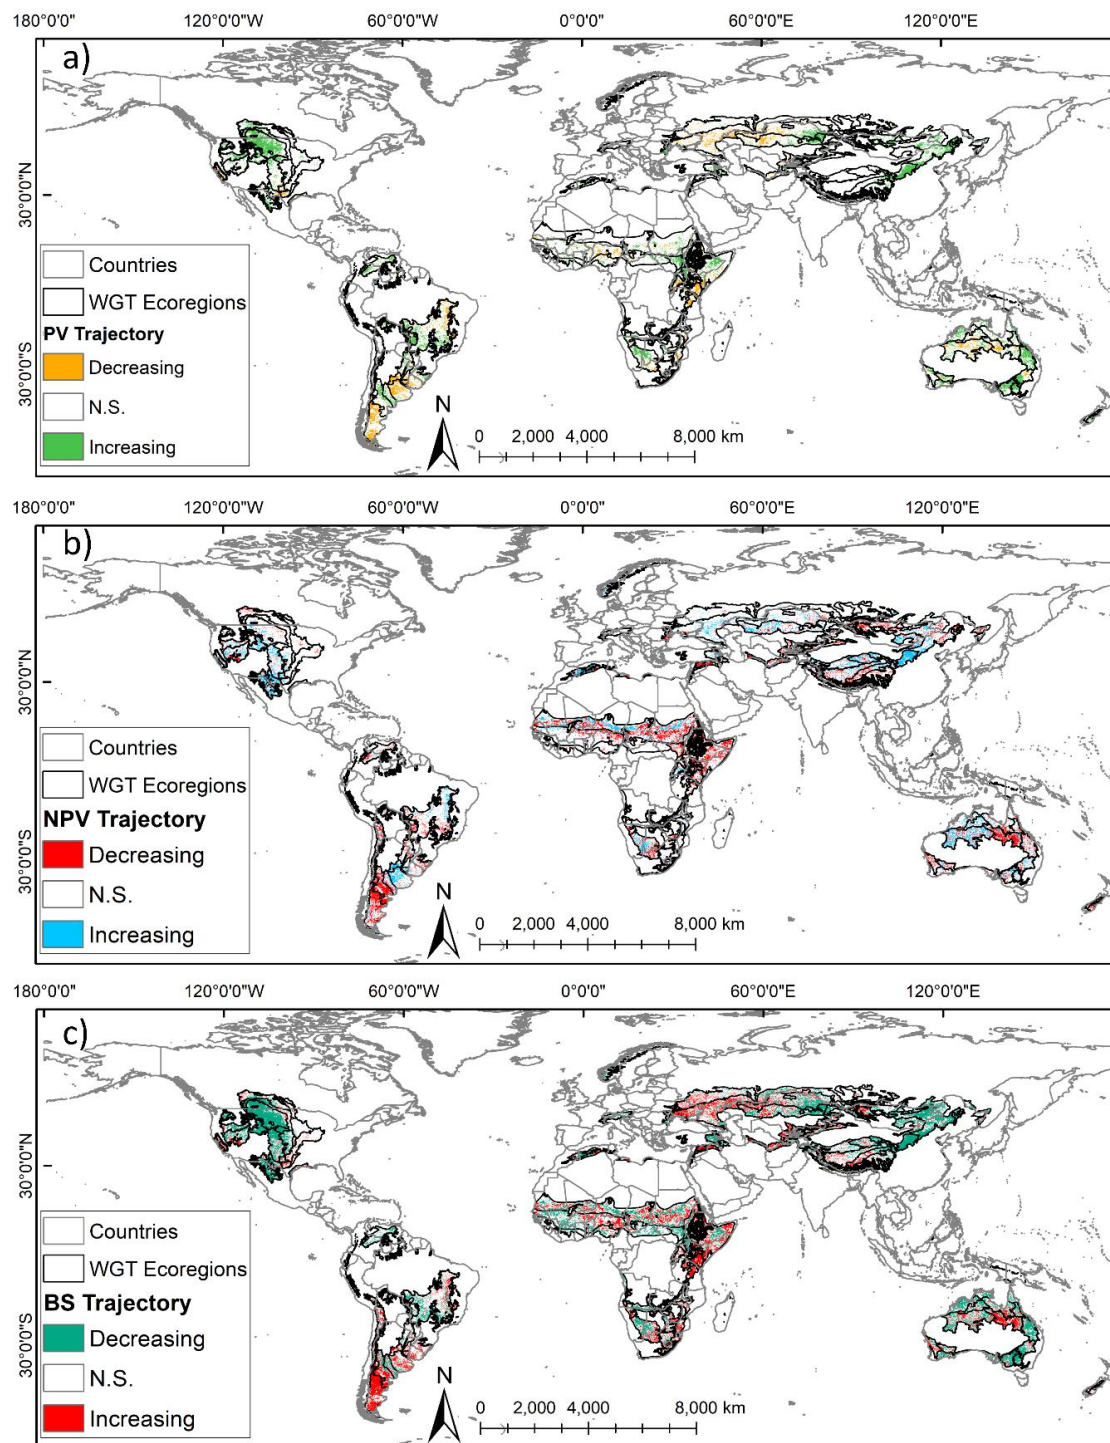 180°0'0" 120°0'0"W 60°0'0"W 0°0'0" 60°0'0"E 120°0'0"E
a)
30°0'0"N
Countries
WGT Ecoregions
PV Trajectory
Decreasing
N.S.
Increasing
30°0'0"S
N
0 2,000 4,000 8,000 km
180°0'0" 120°0'0"W 60°0'0"W 0°0'0" 60°0'0"E 120°0'0"E
b)
30°0'0"N
Countries
WGT Ecoregions
NPV Trajectory
Decreasing
N.S.
Increasing
30°0'0"S
N
0 2,000 4,000 8,000 km
180°0'0" 120°0'0"W 60°0'0"W 0°0'0" 60°0'0"E 120°0'0"E
c)
30°0'0"N
Countries
WGT Ecoregions
BS Trajectory
Decreasing
N.S.
Increasing
30°0'0"S
N
0 2,000 4,000 8,000 km